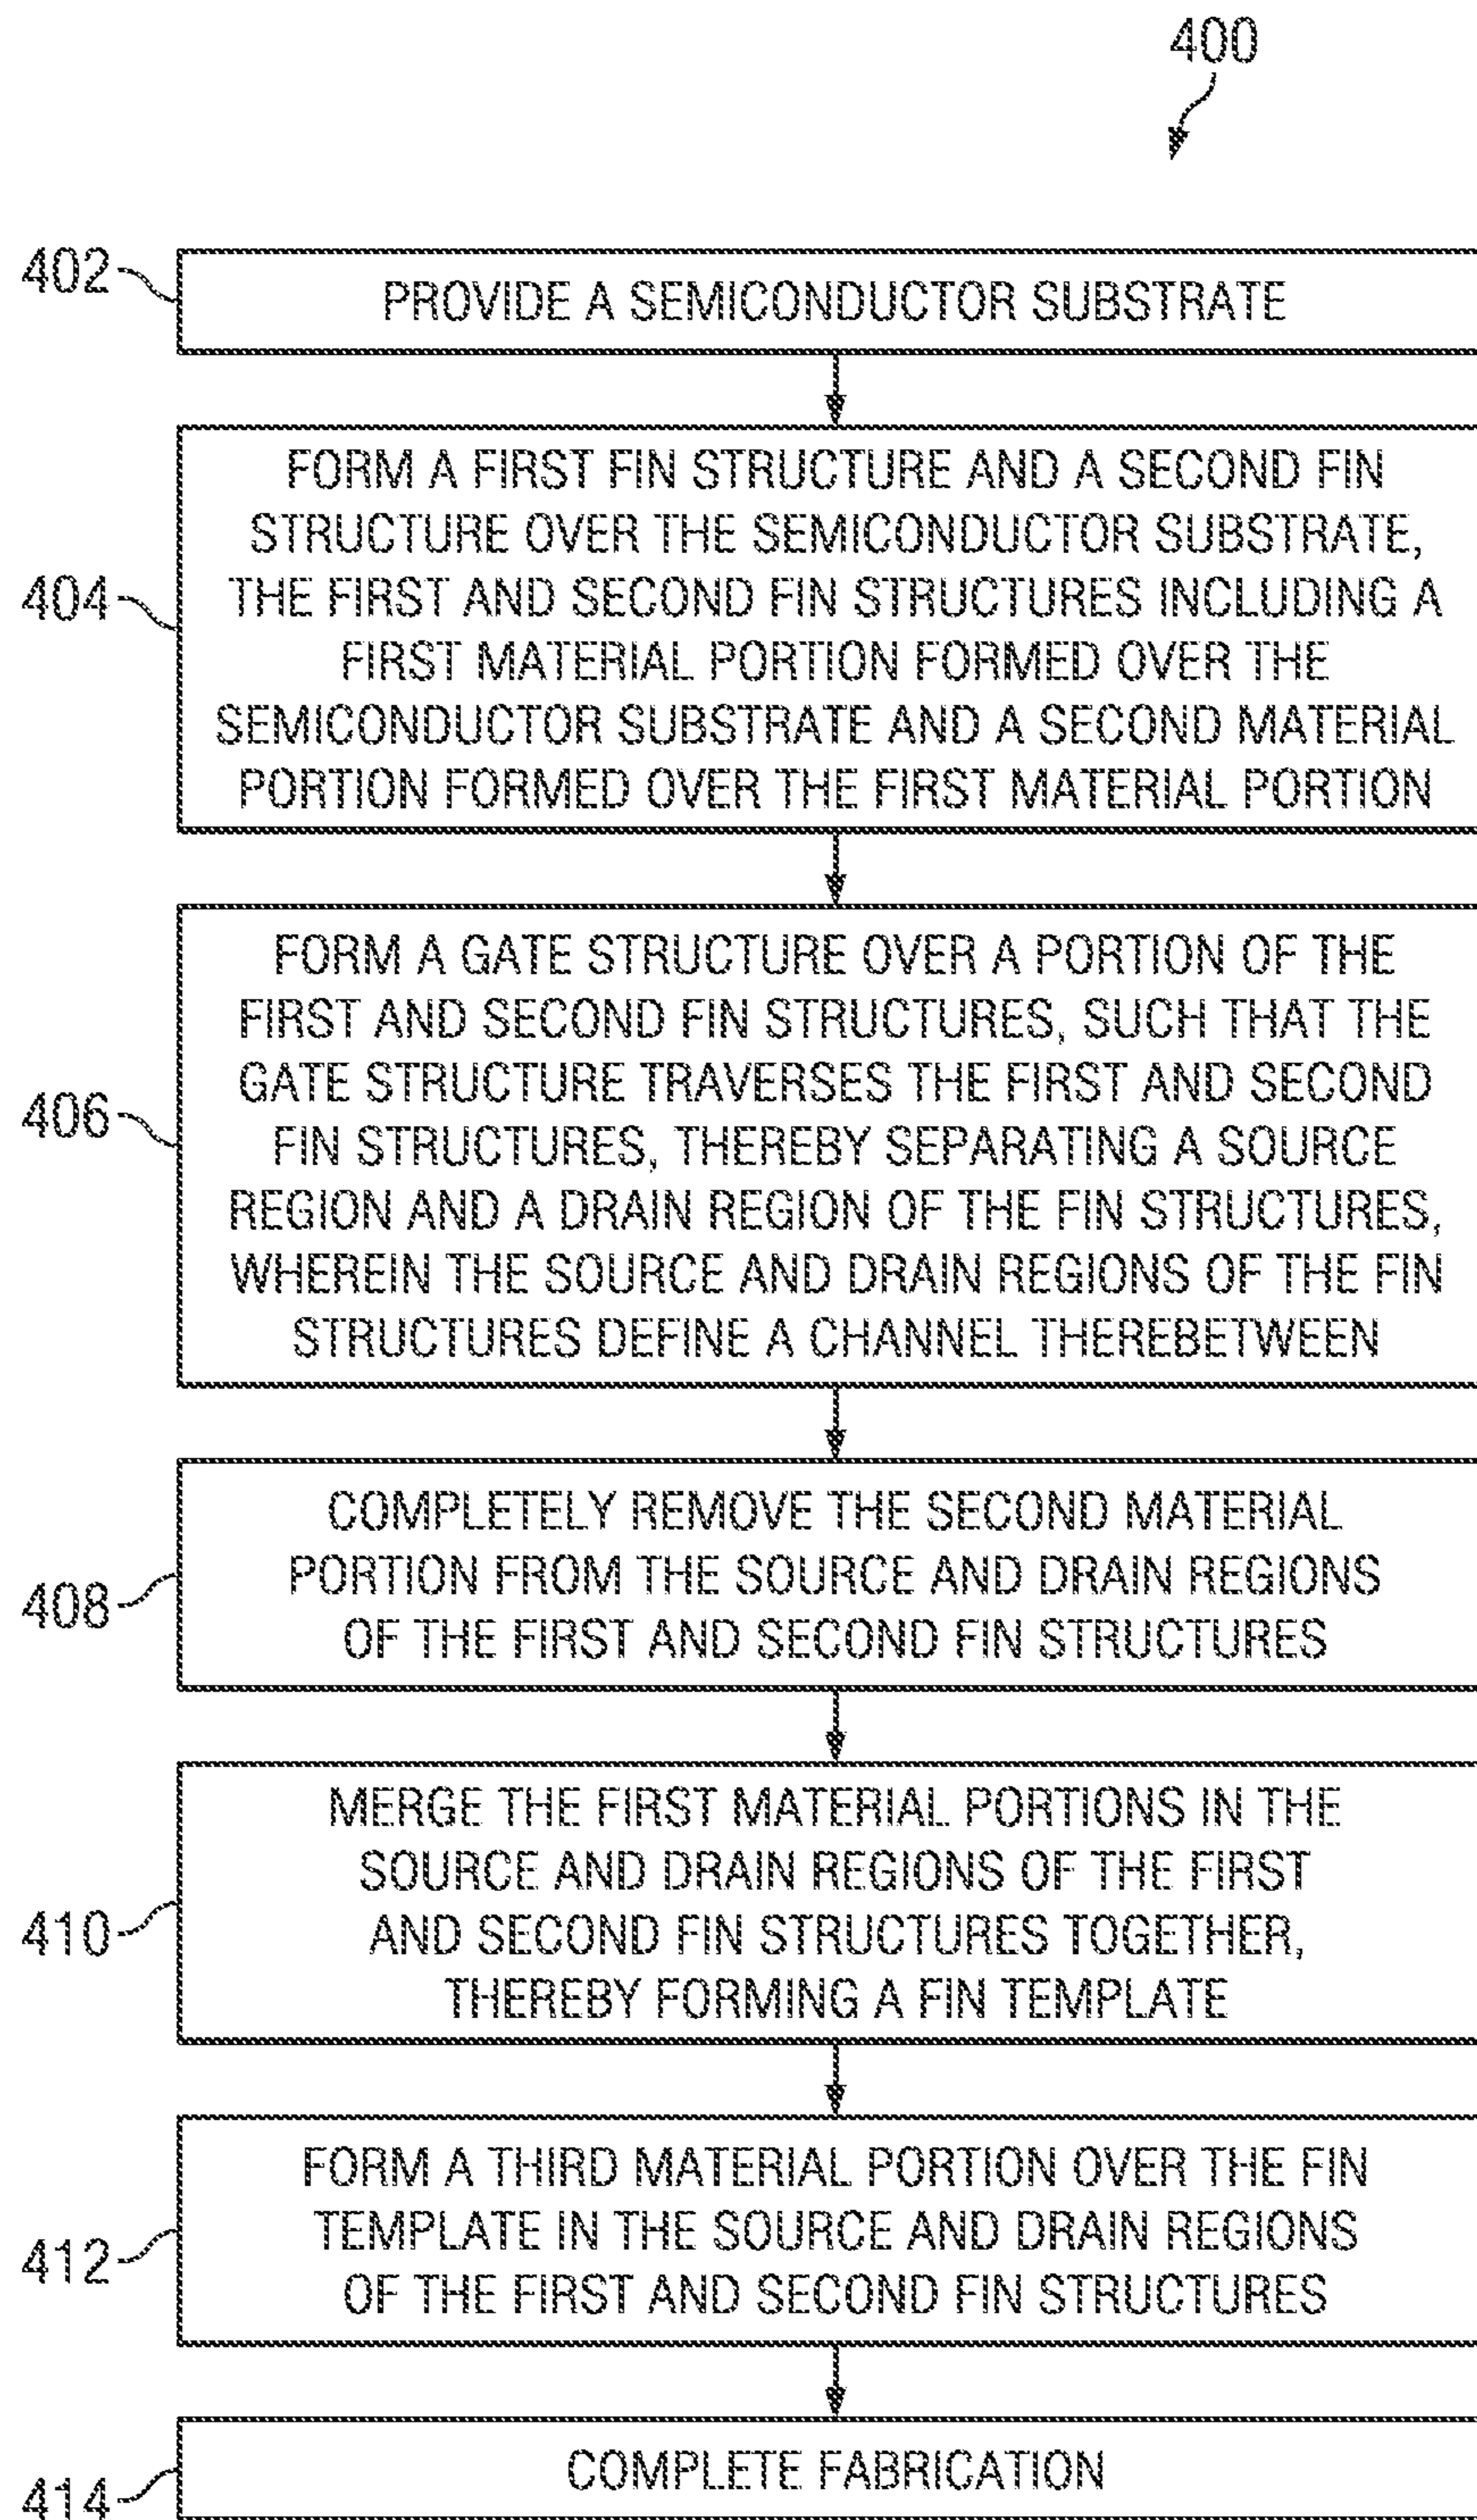 400
402
PROVIDE A SEMICONDUCTOR SUBSTRATE
404
FORM A FIRST FIN STRUCTURE AND A SECOND FIN
STRUCTURE OVER THE SEMICONDUCTOR SUBSTRATE,
THE FIRST AND SECOND FIN STRUCTURES INCLUDING A
FIRST MATERIAL PORTION FORMED OVER THE
SEMICONDUCTOR SUBSTRATE AND A SECOND MATERIAL
PORTION FORMED OVER THE FIRST MATERIAL PORTION
406
FORM A GATE STRUCTURE OVER A PORTION OF THE
FIRST AND SECOND FIN STRUCTURES, SUCH THAT THE
GATE STRUCTURE TRAVERSES THE FIRST AND SECOND
FIN STRUCTURES, THEREBY SEPARATING A SOURCE
REGION AND A DRAIN REGION OF THE FIN STRUCTURES,
WHEREIN THE SOURCE AND DRAIN REGIONS OF THE FIN
STRUCTURES DEFINE A CHANNEL THEREBETWEEN
408
COMPLETELY REMOVE THE SECOND MATERIAL
PORTION FROM THE SOURCE AND DRAIN REGIONS
OF THE FIRST AND SECOND FIN STRUCTURES
410
MERGE THE FIRST MATERIAL PORTIONS IN THE
SOURCE AND DRAIN REGIONS OF THE FIRST
AND SECOND FIN STRUCTURES TOGETHER,
THEREBY FORMING A FIN TEMPLATE
412
FORM A THIRD MATERIAL PORTION OVER THE FIN
TEMPLATE IN THE SOURCE AND DRAIN REGIONS
OF THE FIRST AND SECOND FIN STRUCTURES
414
COMPLETE FABRICATION